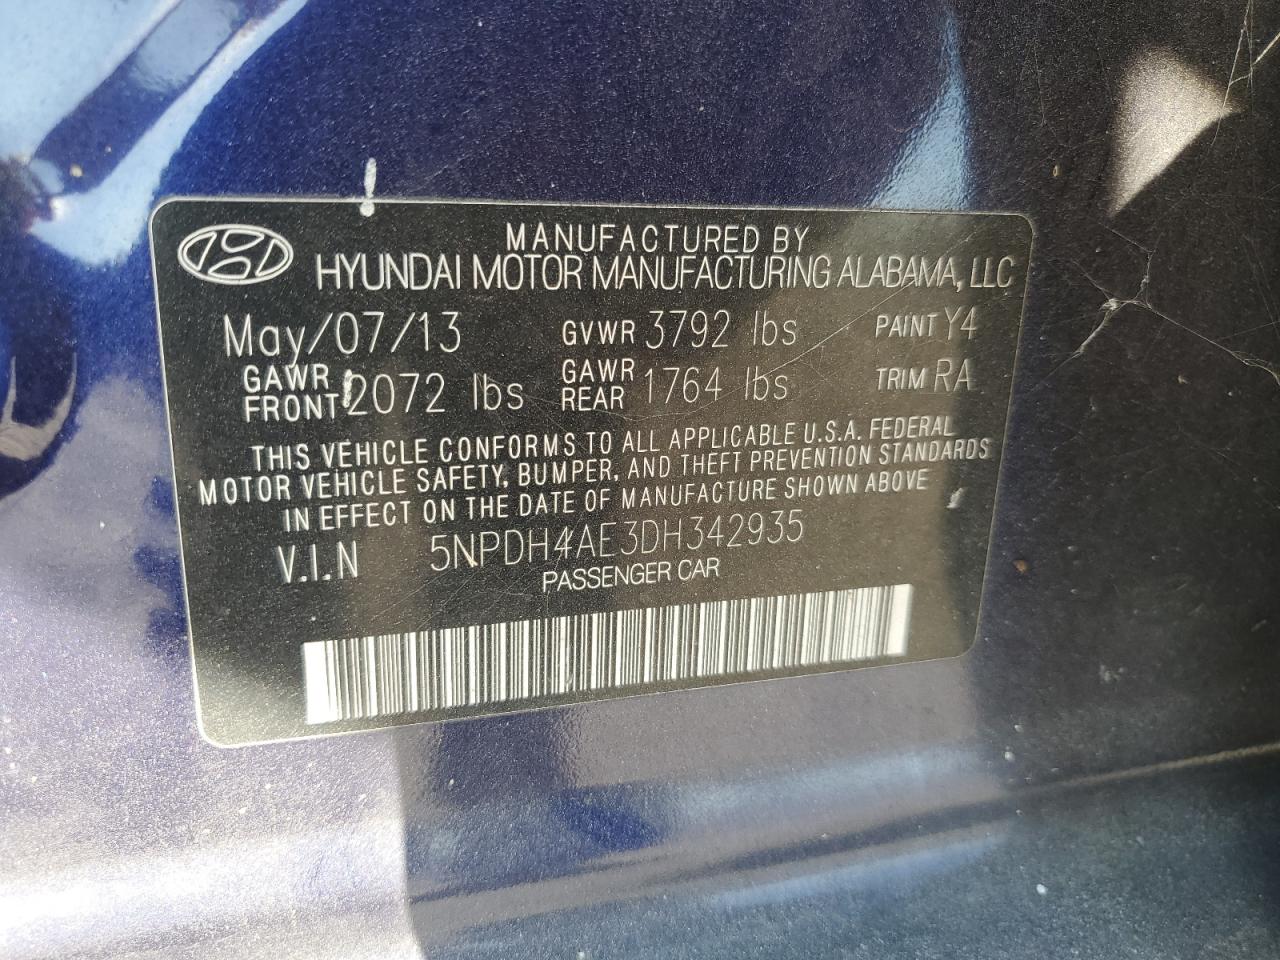 MANUFACTURED BY
HYUNDAI MOTOR MANUFACTURING ALABAMA, LLC
May/07/13 GVWR 3792 lbs PAINT Y4
GAWR FRONT 2072 lbs GAWR REAR 1764 lbs TRIM RA
THIS VEHICLE CONFORMS TO ALL APPLICABLE U.S.A. FEDERAL
MOTOR VEHICLE SAFETY, BUMPER, AND THEFT PREVENTION STANDARDS
IN EFFECT ON THE DATE OF MANUFACTURE SHOWN ABOVE
V.I.N 5NPDH4AE3DH342935
PASSENGER CAR